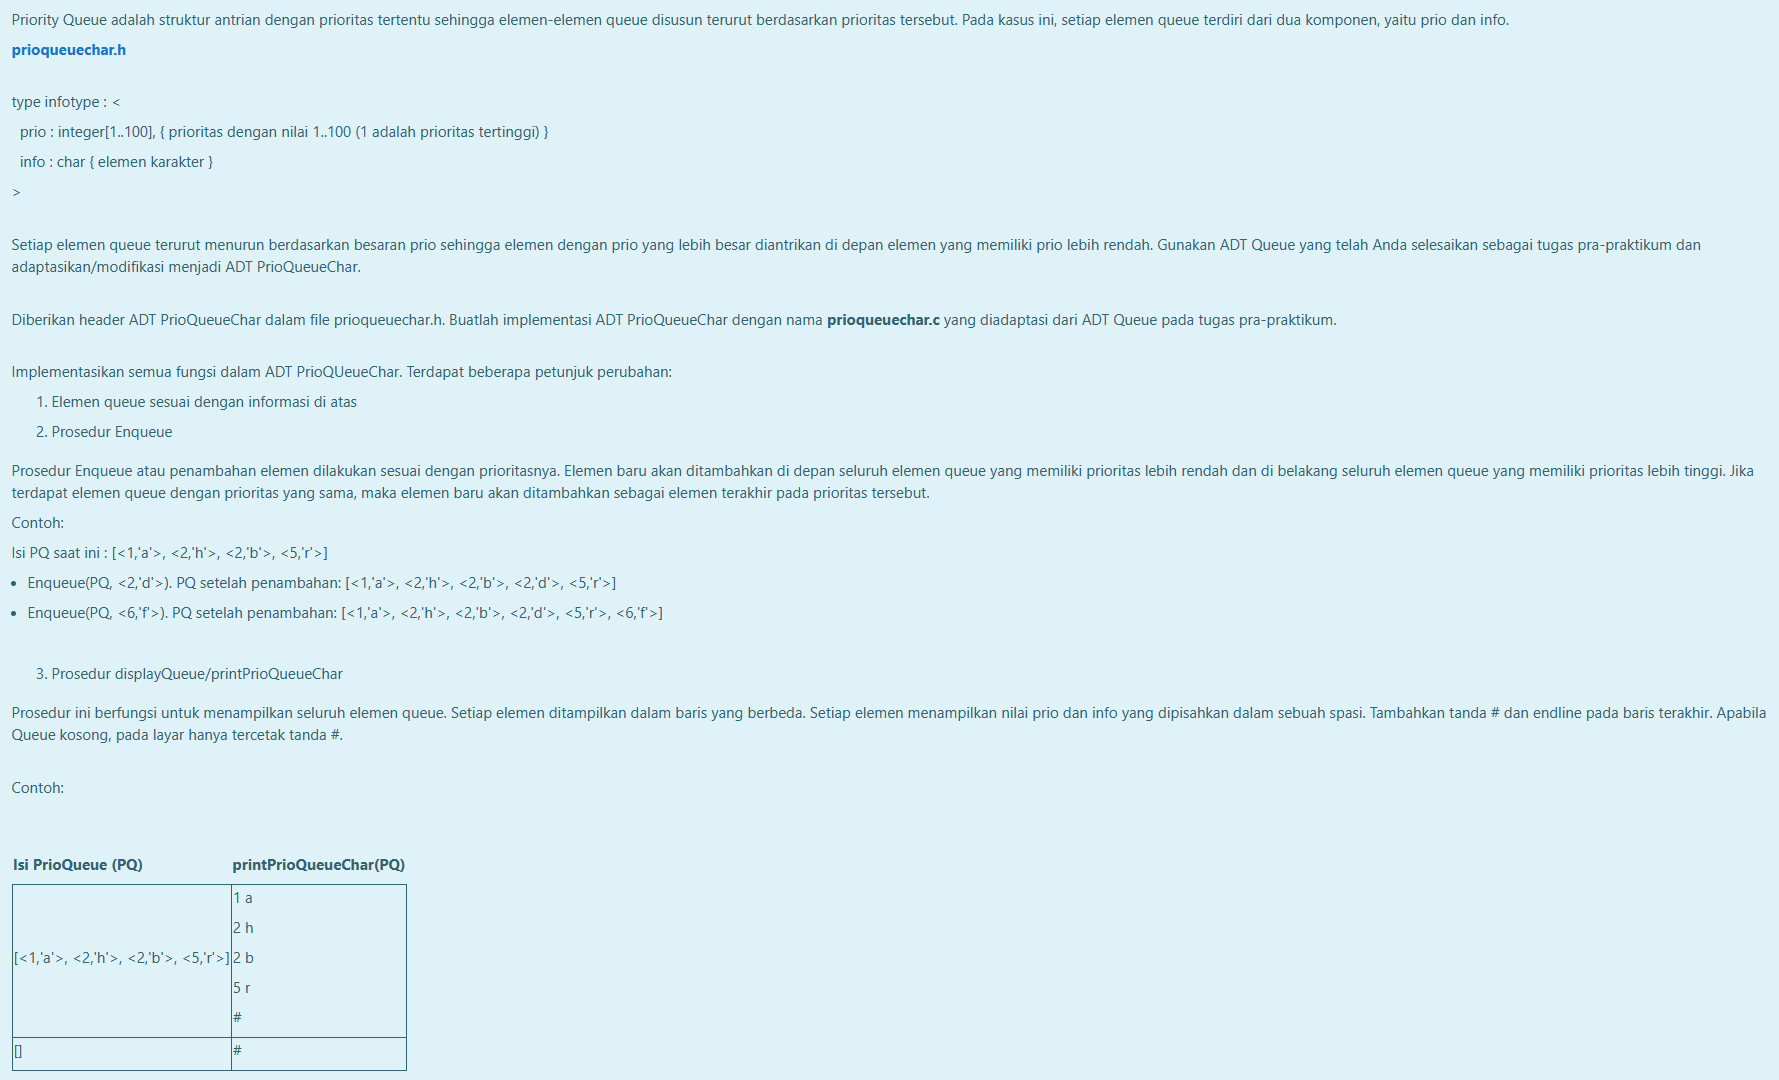 Priority Queue adalah struktur antrian dengan prioritas tertentu sehingga elemen-elemen queue disusun terurut berdasarkan prioritas tersebut. Pada kasus ini, setiap elemen queue terdiri dari dua komponen, yaitu prio dan info.
prioqueuechar.h
type infotype : <
prio : integer[1..100], { prioritas dengan nilai 1..100 (1 adalah prioritas tertinggi) }
info : char { elemen karakter }
>
Setiap elemen queue terurut menurun berdasarkan besaran prio sehingga elemen dengan prio yang lebih besar diantrikan di depan elemen yang memiliki prio lebih rendah. Gunakan ADT Queue yang telah Anda selesaikan sebagai tugas pra-praktikum dan
adaptasikan/modifikasi menjadi ADT PrioQueueChar.
Diberikan header ADT PrioQueueChar dalam file prioqueuechar.h. Buatlah implementasi ADT PrioQueueChar dengan nama prioqueuechar.c yang diadaptasi dari ADT Queue pada tugas pra-praktikum.
Implementasikan semua fungsi dalam ADT PrioQUeueChar. Terdapat beberapa petunjuk perubahan:
1. Elemen queue sesuai dengan informasi di atas
2. Prosedur Enqueue
Prosedur Enqueue atau penambahan elemen dilakukan sesuai dengan prioritasnya. Elemen baru akan ditambahkan di depan seluruh elemen queue yang memiliki prioritas lebih rendah dan di belakang seluruh elemen queue yang memiliki prioritas lebih tinggi. Jika
terdapat elemen queue dengan prioritas yang sama, maka elemen baru akan ditambahkan sebagai elemen terakhir pada prioritas tersebut.
Contoh:
Isi PQ saat ini : [<1,'a'>, <2,'h'>, <2,'b'>, <5,'r'>]
• Enqueue(PQ, <2,'d'>). PQ setelah penambahan: [<1,'a'>, <2,'h'>, <2,'b'>, <2,'d'>, <5,'r'>]
• Enqueue(PQ, <6,'f'>). PQ setelah penambahan: [<1,'a'>, <2,'h'>, <2,'b'>, <2,'d'>, <5,'r'>, <6,'f'>]
3. Prosedur displayQueue/printPrioQueueChar
Prosedur ini berfungsi untuk menampilkan seluruh elemen queue. Setiap elemen ditampilkan dalam baris yang berbeda. Setiap elemen menampilkan nilai prio dan info yang dipisahkan dalam sebuah spasi. Tambahkan tanda # dan endline pada baris terakhir. Apabila
Queue kosong, pada layar hanya tercetak tanda #.
Contoh:
Isi PrioQueue (PQ) printPrioQueueChar(PQ)
1 a
2 h
[<1,'a'>, <2,'h'>, <2,'b'>, <5,'r'>] 2 b
5 r
#
[] #